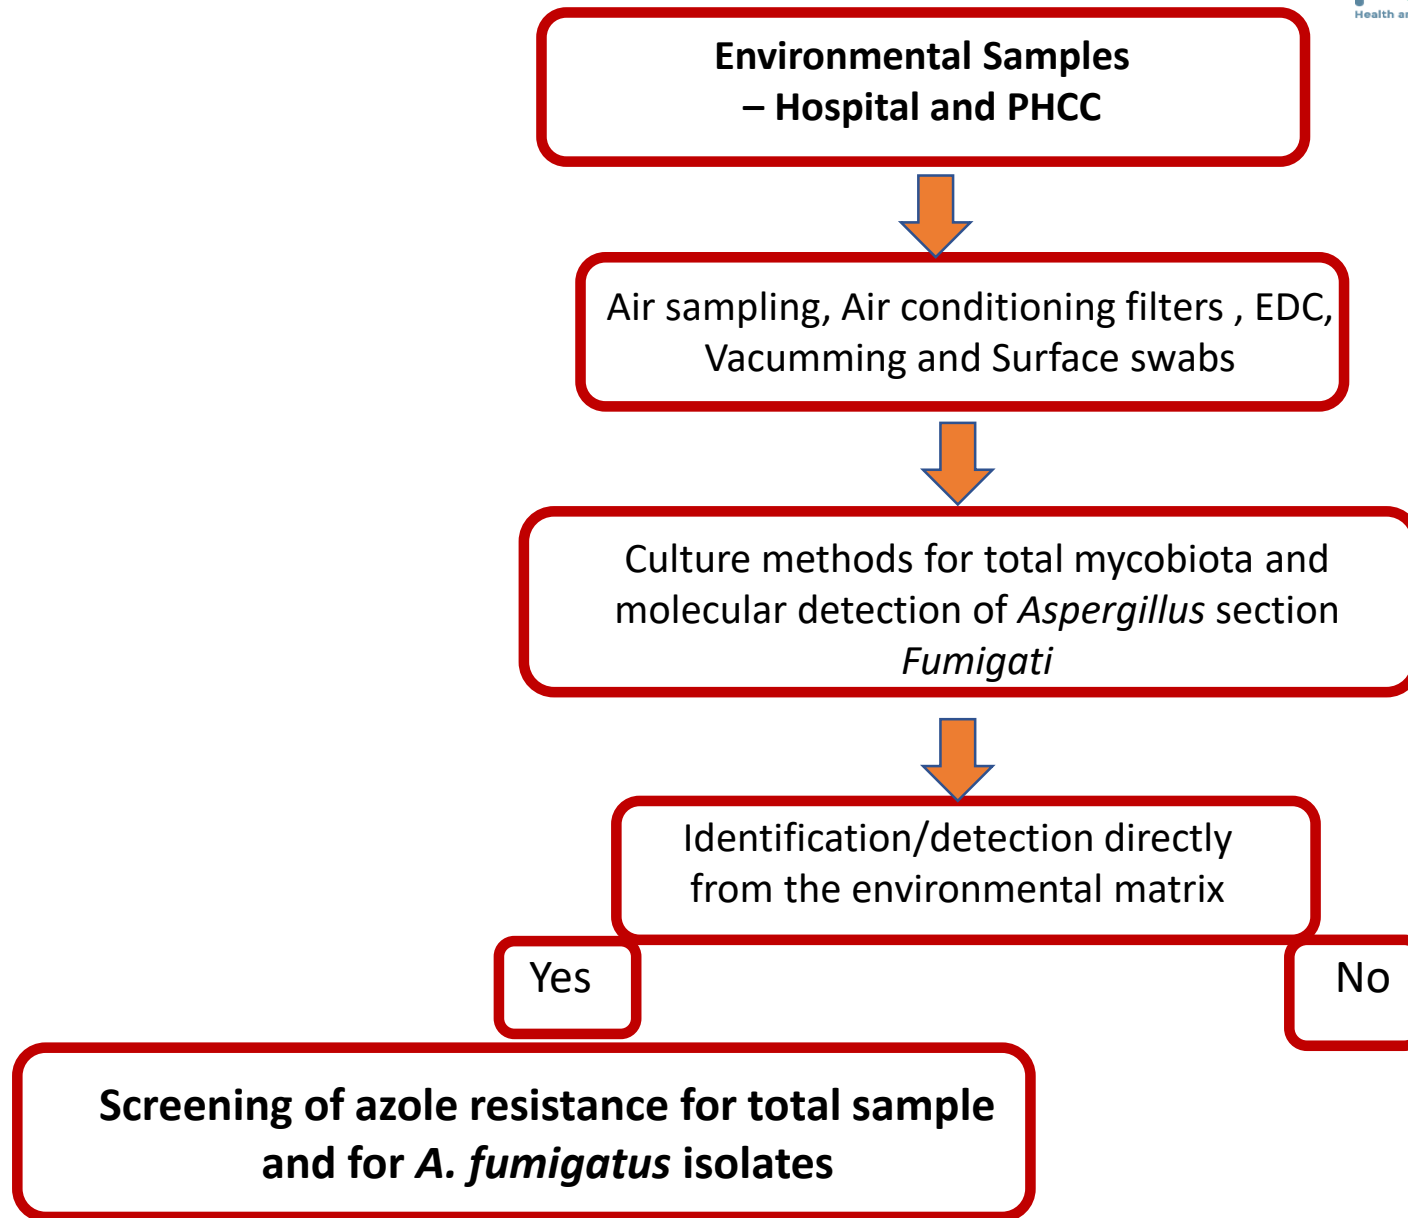 Health a
Environmental Samples
– Hospital and PHCC
Air sampling, Air conditioning filters , EDC,
Vacumming and Surface swabs
Culture methods for total mycobiota and
molecular detection of Aspergillus section
Fumigati
Identification/detection directly
from the environmental matrix
Yes
No
Screening of azole resistance for total sample
and for A. fumigatus isolates